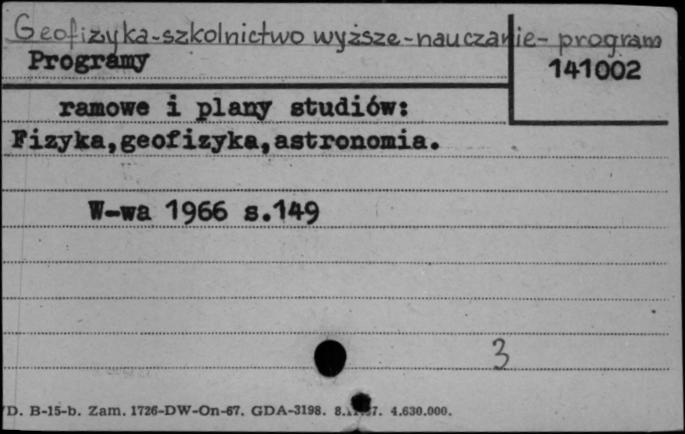 Geofizyka-szkolnictwo wyższe-nauczanie-program
Programy
141002
ramowe i plany studiów:
Fizyka,geofizyka,astronomia.
W-wa 1966 s.149
3
D. B-15-b. Zam. 1726-DW-On-67. GDA-3198. 4.630.000.